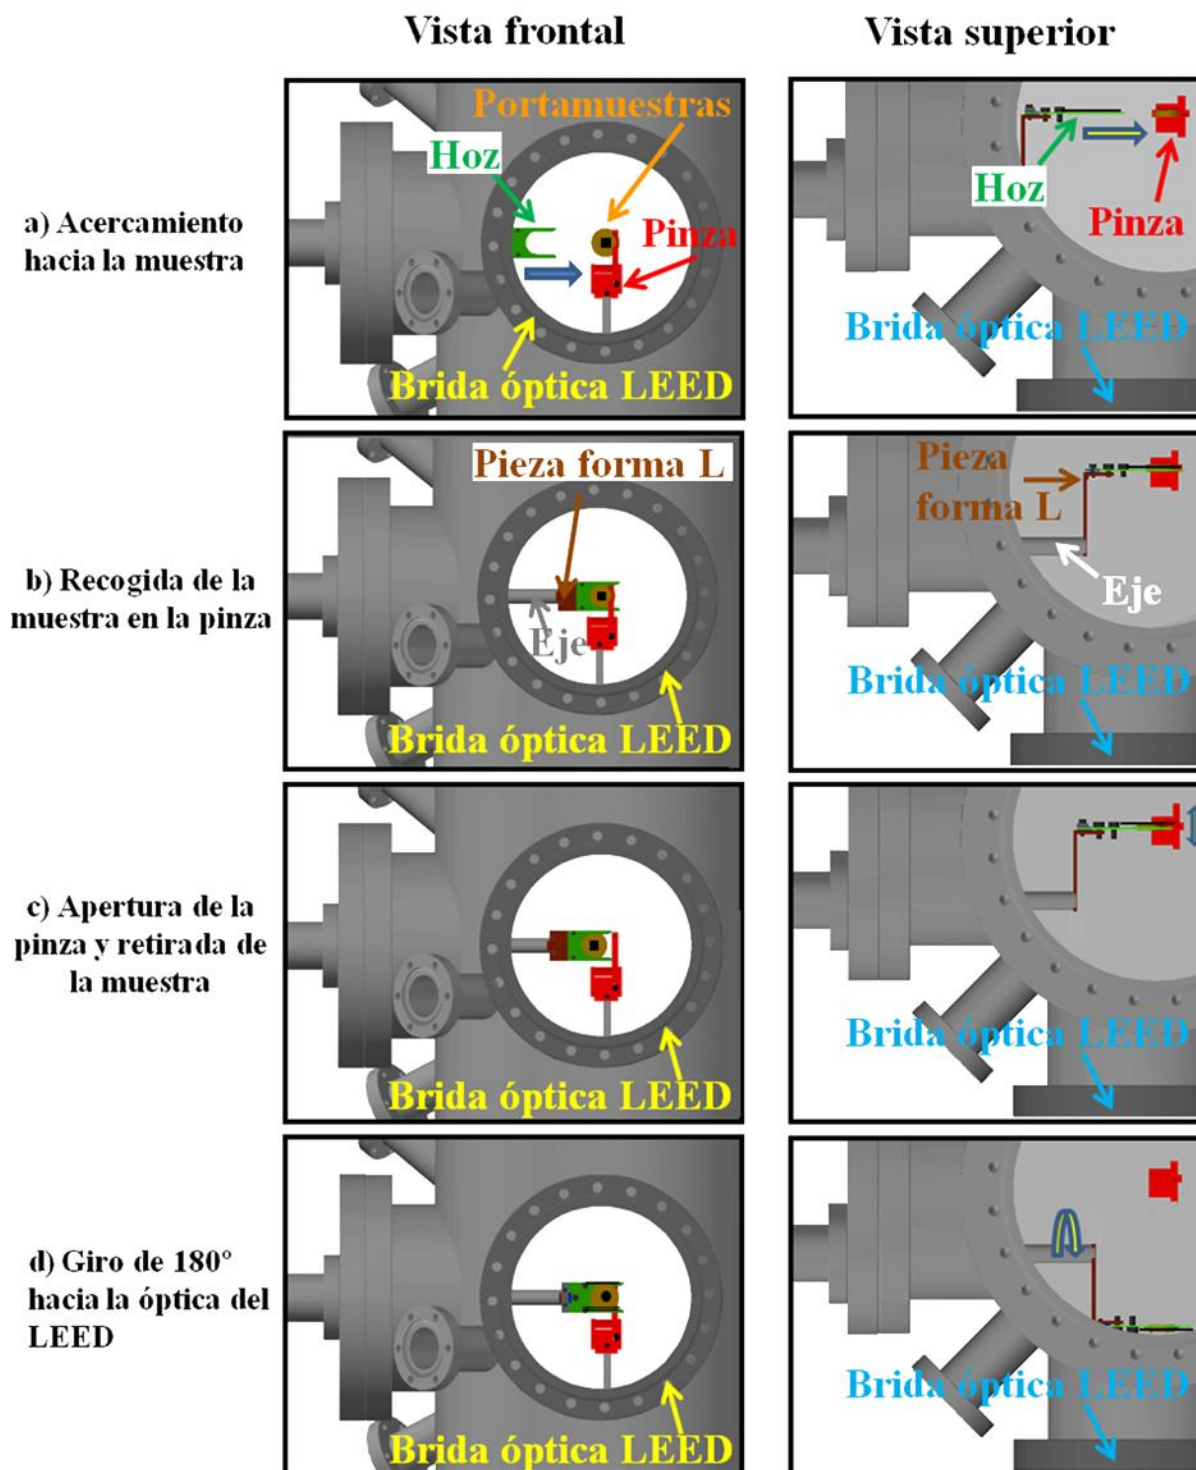 Vista frontal
Vista superior
a) Acercamiento
hacia la muestra
Portamuestras
Hoz
Pinza
Brida óptica LEED
Hoz
Pinza
Brida óptica LEED
b) Recogida de la
muestra en la pinza
Pieza forma L
Eje
Brida óptica LEED
Pieza
forma L
Eje
Brida óptica LEED
c) Apertura de la
pinza y retirada de
la muestra
Brida óptica LEED
Brida óptica LEED
d) Giro de 180°
hacia la óptica del
LEED
Brida óptica LEED
Brida óptica LEED